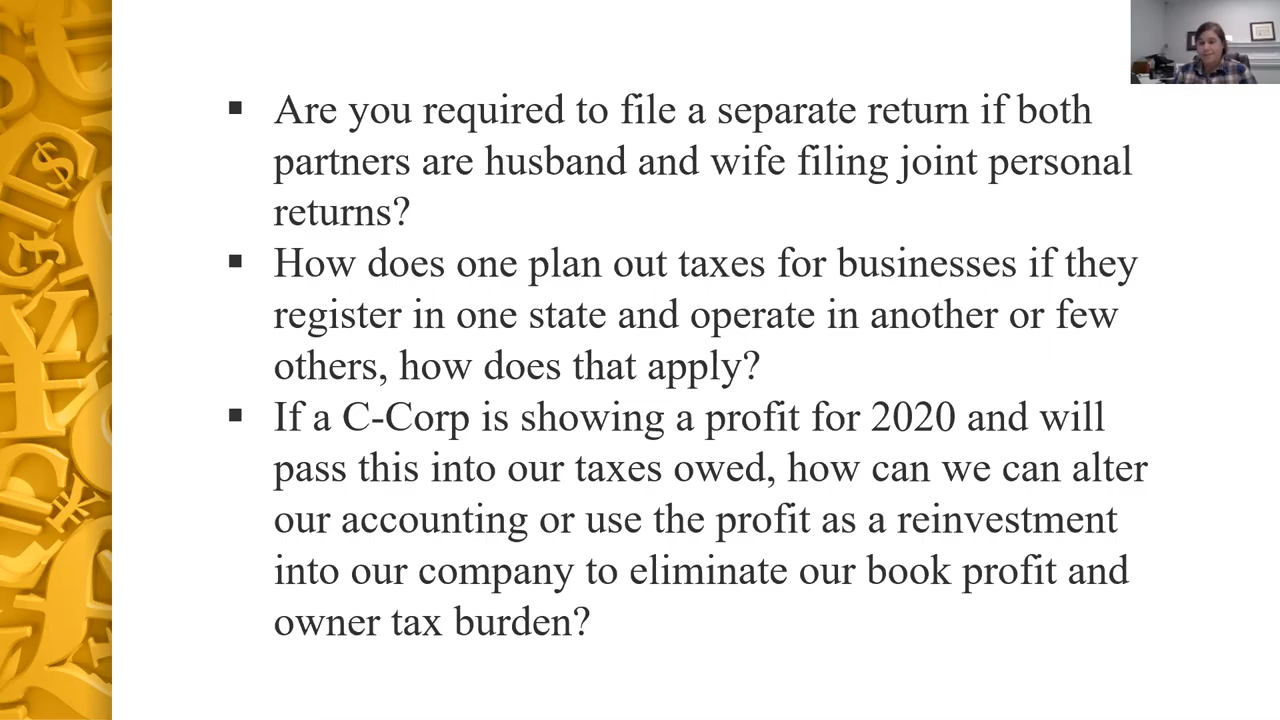 ▪ Are you required to file a separate return if both
partners are husband and wife filing joint personal
returns?
▪ How does one plan out taxes for businesses if they
register in one state and operate in another or few
others, how does that apply?
▪ If a C-Corp is showing a profit for 2020 and will
pass this into our taxes owed, how can we can alter
our accounting or use the profit as a reinvestment
into our company to eliminate our book profit and
owner tax burden?